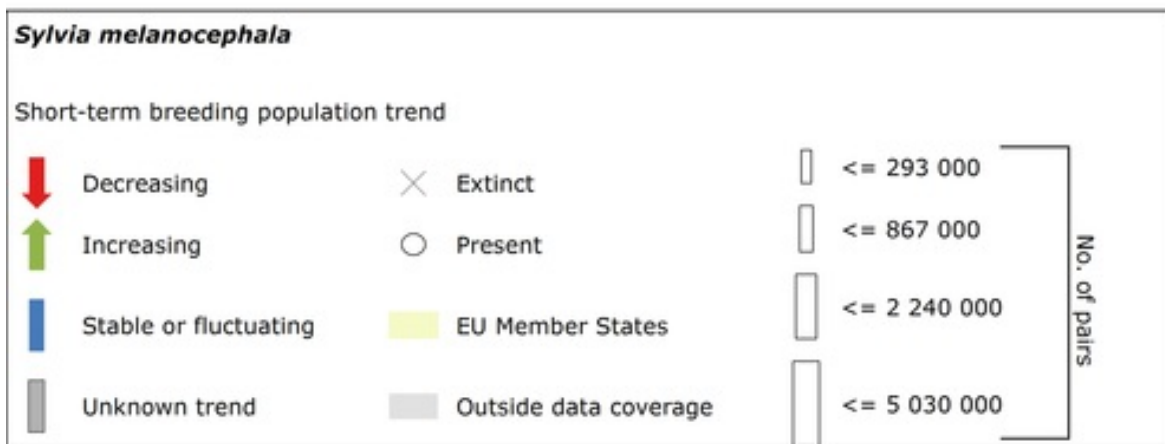 Sylvia melanocephala
Short-term breeding population trend
Decreasing
Extinct
<= 293 000
Increasing
Present
<= 867 000
Stable or fluctuating
EU Member States
<= 2 240 000
Unknown trend
Outside data coverage
<= 5 030 000
No. of pairs